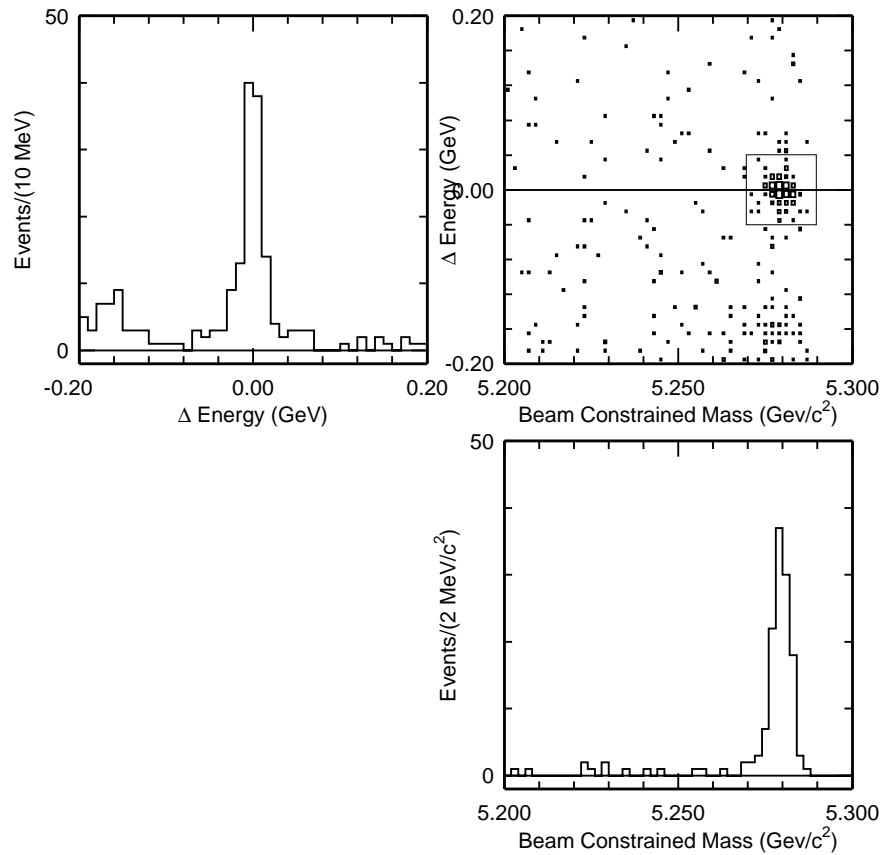 50
Events/(10 MeV)
0
-0.20
0.00
0.20
Δ Energy (GeV)
0.20
Δ Energy (GeV)
0.00
-0.20
5.200
5.250
5.300
Beam Constrained Mass (Gev/c²)
50
Events/(2 MeV/c²)
0
5.200
5.250
5.300
Beam Constrained Mass (Gev/c²)